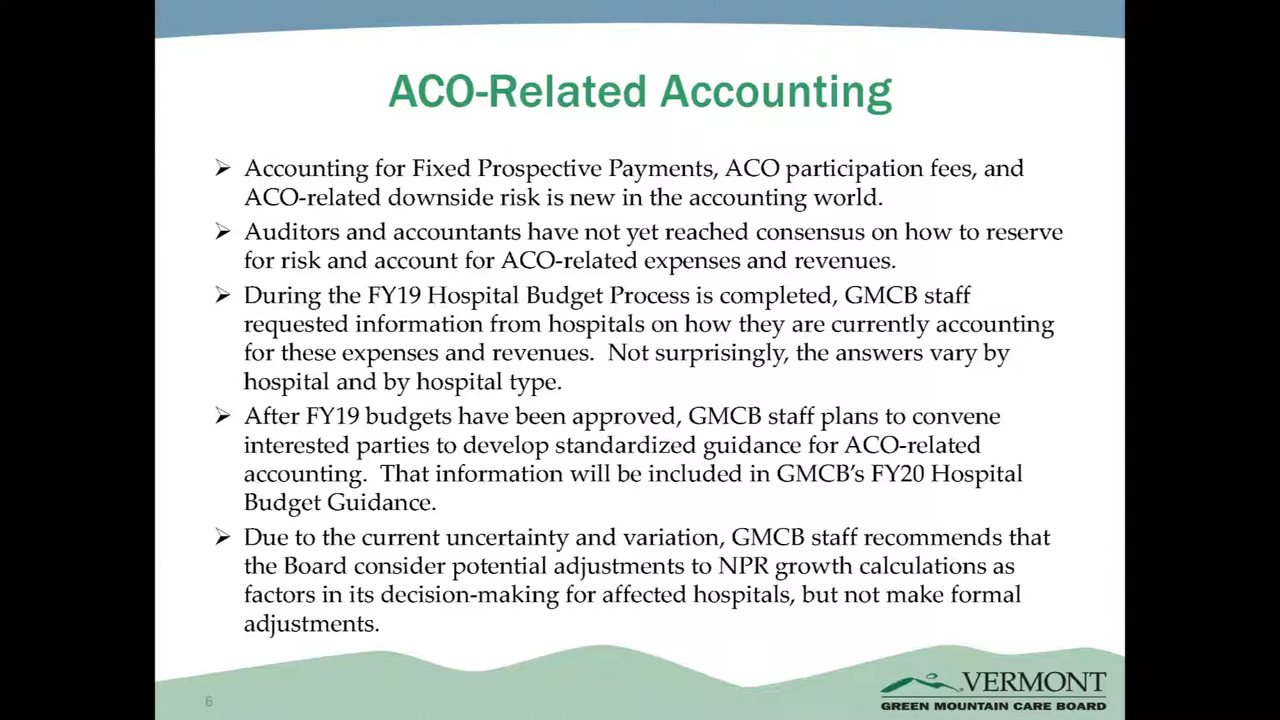 ACO-Related Accounting
Accounting for Fixed Prospective Payments, ACO participation fees, and
ACO-related downside risk is new in the accounting world.
Auditors and accountants have not yet reached consensus on how to reserve
for risk and account for ACO-related expenses and revenues.
During the FY19 Hospital Budget Process is completed, GMCB staff
requested information from hospitals on how they are currently accounting
for these expenses and revenues.  Not surprisingly, the answers vary by
hospital and by hospital type.
After FY19 budgets have been approved, GMCB staff plans to convene
interested parties to develop standardized guidance for ACO-related
accounting.  That information will be included in GMCB’s FY20 Hospital
Budget Guidance.
Due to the current uncertainty and variation, GMCB staff recommends that
the Board consider potential adjustments to NPR growth calculations as
factors in its decision-making for affected hospitals, but not make formal
adjustments.
6
VERMONT
GREEN MOUNTAIN CARE BOARD